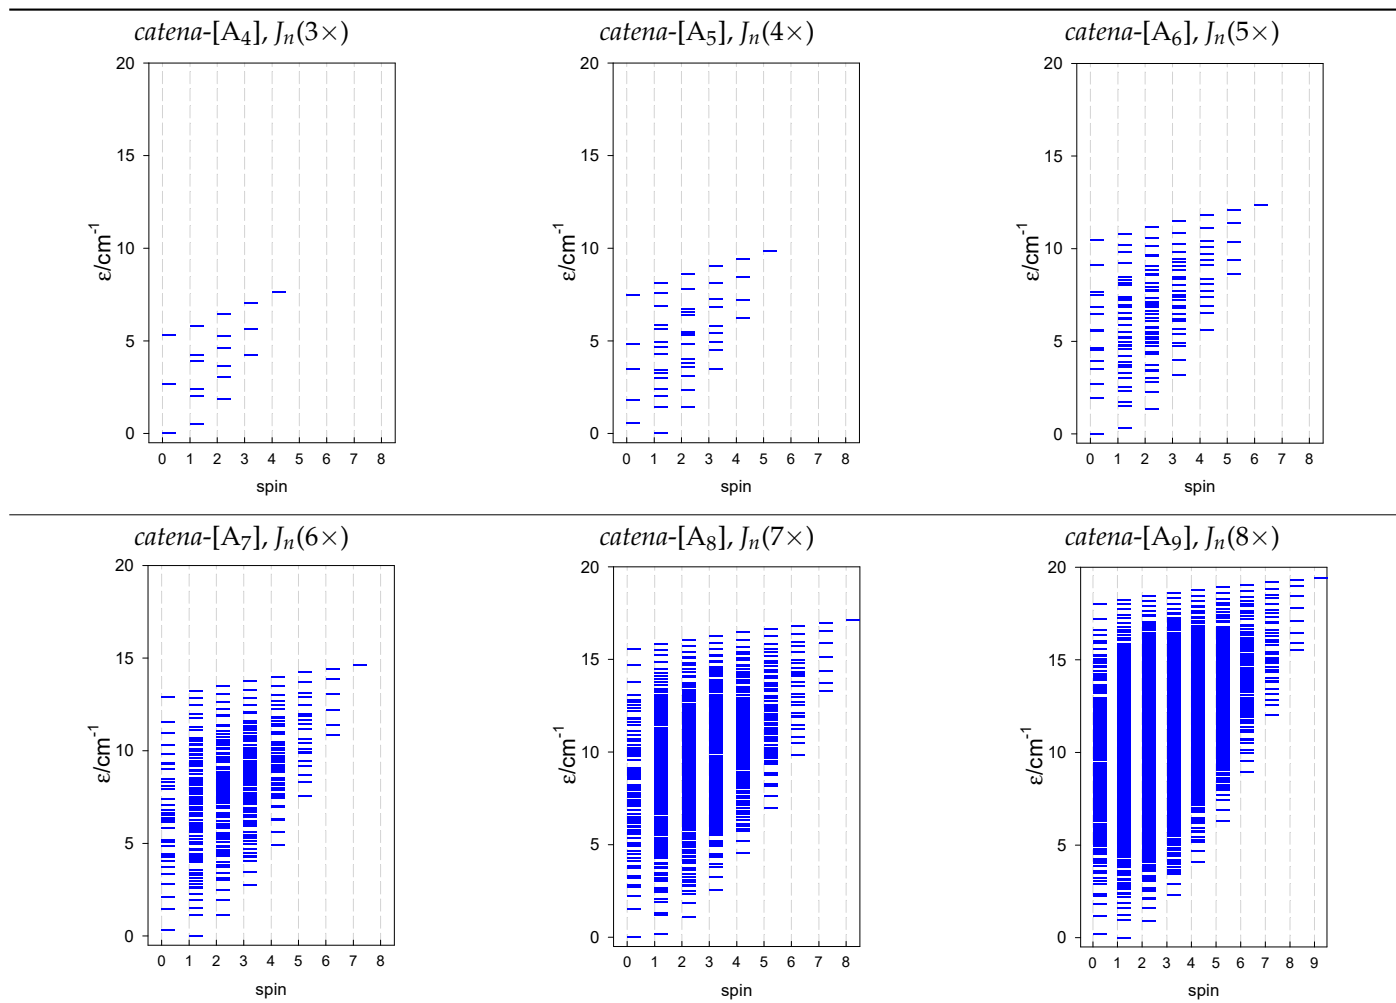 catena-[A₄], Jₙ(3×) catena-[A₅], Jₙ(4×) catena-[A₆], Jₙ(5×)
20 20 20
15 15 15
10 10 10
ε/cm⁻¹ ε/cm⁻¹ ε/cm⁻¹
5 5 5
0 0 0
0 1 2 3 4 5 6 7 8 0 1 2 3 4 5 6 7 8 0 1 2 3 4 5 6 7 8
spin spin spin
catena-[A₇], Jₙ(6×) catena-[A₈], Jₙ(7×) catena-[A₉], Jₙ(8×)
20 20 20
15 15 15
10 10 10
ε/cm⁻¹ ε/cm⁻¹ ε/cm⁻¹
5 5 5
0 0 0
0 1 2 3 4 5 6 7 8 0 1 2 3 4 5 6 7 8 0 1 2 3 4 5 6 7 8 9
spin spin spin